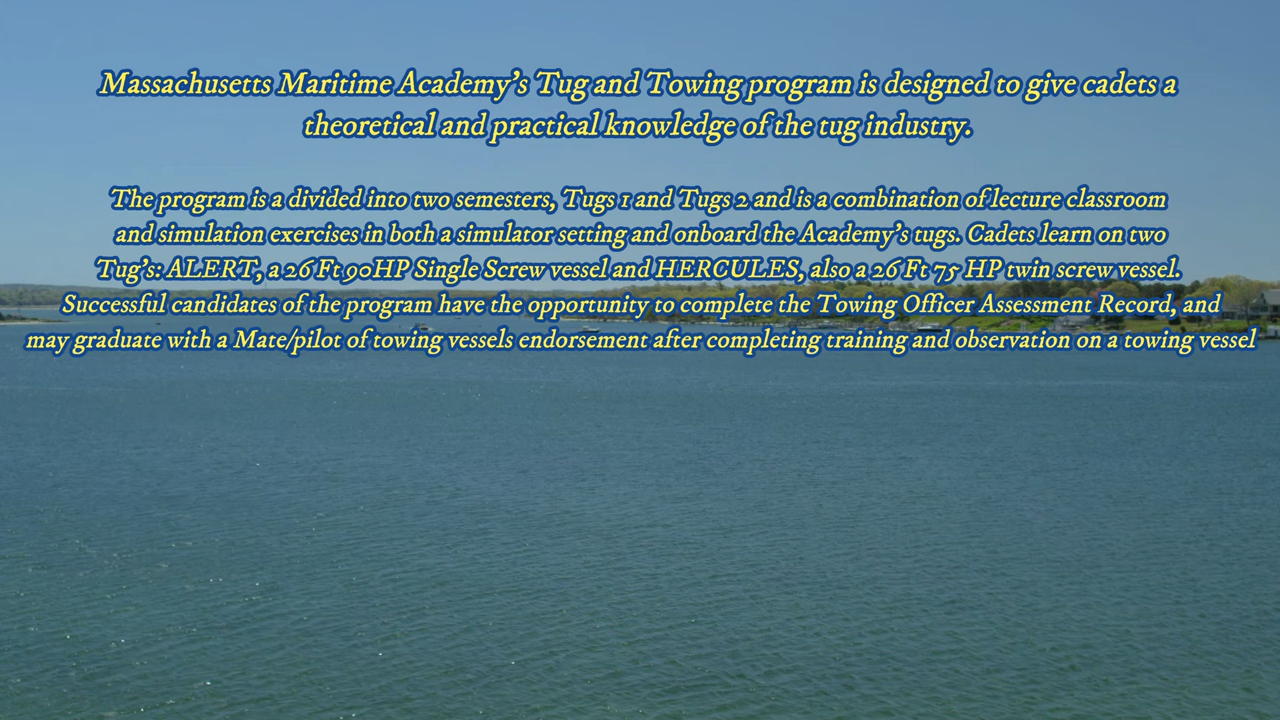 Massachusetts Maritime Academy's Tug and Towing program is designed to give cadets a
theoretical and practical knowledge of the tug industry.
The program is a divided into two semesters, Tugs 1 and Tugs 2 and is a combination of lecture classroom
and simulation exercises in both a simulator setting and onboard the Academy's tugs. Cadets learn on two
Tug's: ALERT, a 26 Ft 90HP Single Screw vessel and HERCULES, also a 26 Ft 75 HP twin screw vessel.
Successful candidates of the program have the opportunity to complete the Towing Officer Assessment Record, and
may graduate with a Mate/pilot of towing vessels endorsement after completing training and observation on a towing vessel